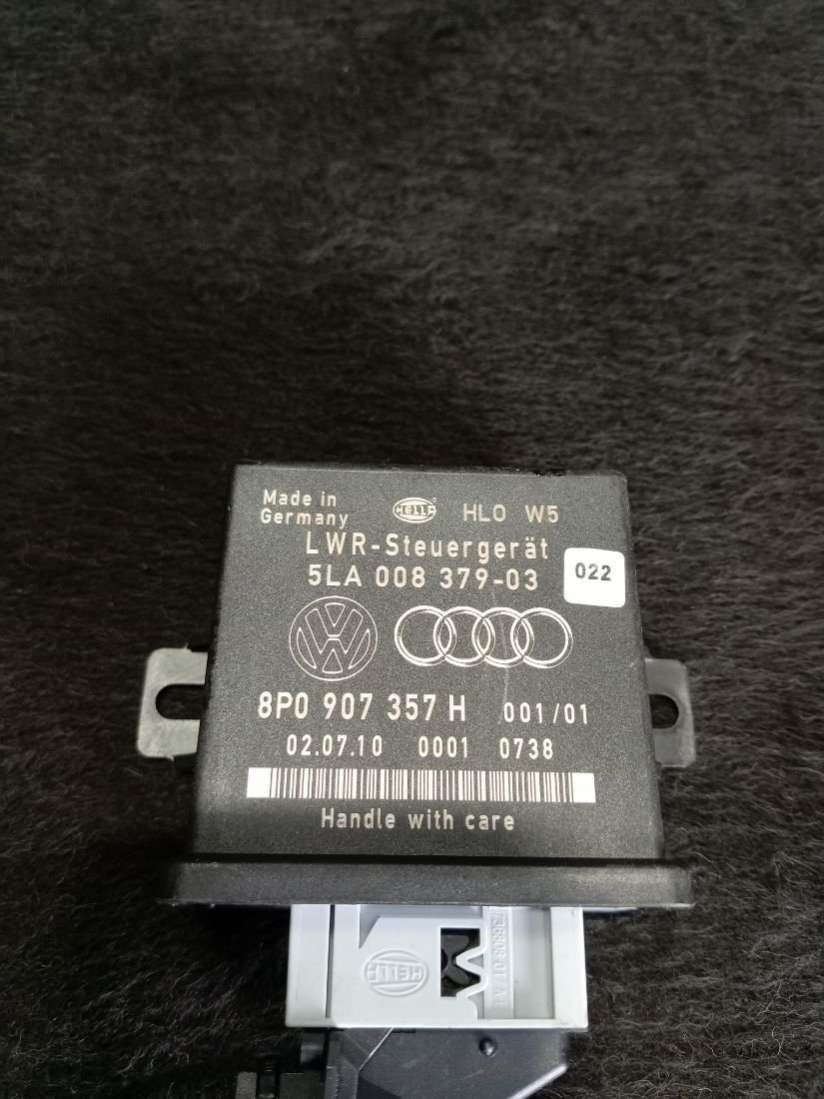 Made in
Germany
HELLA
HLO W5
LWR-Steuergerät
5LA 008 379-03
022
8P0 907 357 H 001/01
02.07.10 0001 0738
Handle with care
HELLA